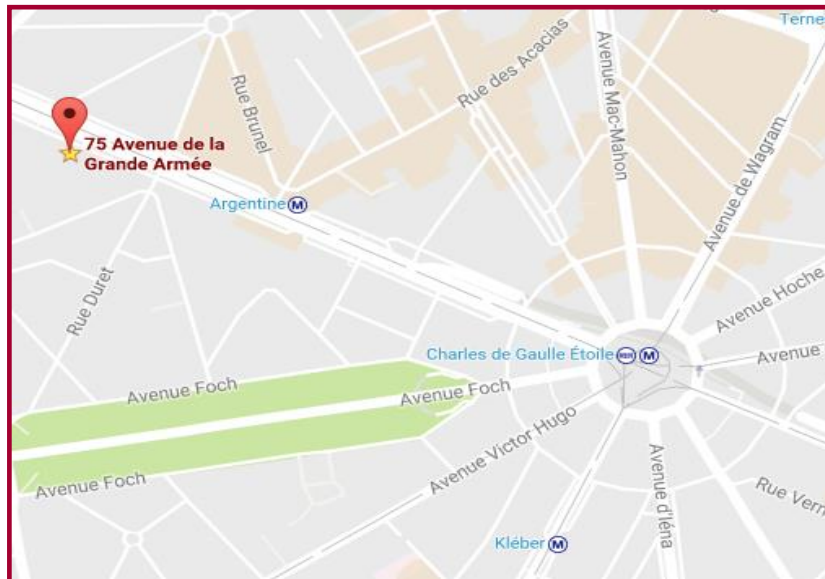 Terne
Rue des Acacias
Avenue Mac-Mahon
Rue Brunel
Avenue de Wagram
75 Avenue de la
Grande Armée
Argentine M
Rue Duret
Avenue Hoche
Charles de Gaulle Étoile RER M
Avenue
Avenue Foch
Avenue Foch
Avenue Victor Hugo
Avenue d'Iéna
Avenue Foch
Rue Vern
Kléber M